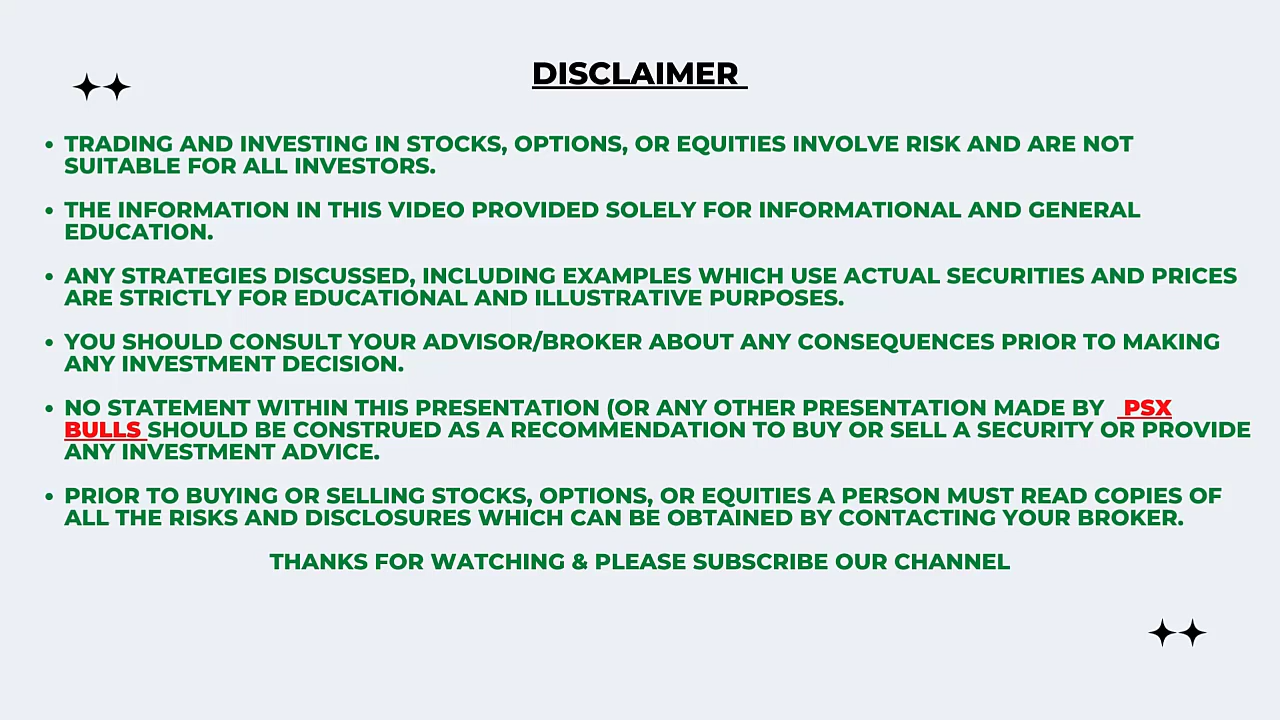 DISCLAIMER
• TRADING AND INVESTING IN STOCKS, OPTIONS, OR EQUITIES INVOLVE RISK AND ARE NOT
SUITABLE FOR ALL INVESTORS.
• THE INFORMATION IN THIS VIDEO PROVIDED SOLELY FOR INFORMATIONAL AND GENERAL
EDUCATION.
• ANY STRATEGIES DISCUSSED, INCLUDING EXAMPLES WHICH USE ACTUAL SECURITIES AND PRICES
ARE STRICTLY FOR EDUCATIONAL AND ILLUSTRATIVE PURPOSES.
• YOU SHOULD CONSULT YOUR ADVISOR/BROKER ABOUT ANY CONSEQUENCES PRIOR TO MAKING
ANY INVESTMENT DECISION.
• NO STATEMENT WITHIN THIS PRESENTATION (OR ANY OTHER PRESENTATION MADE BY PSX
BULLS SHOULD BE CONSTRUED AS A RECOMMENDATION TO BUY OR SELL A SECURITY OR PROVIDE
ANY INVESTMENT ADVICE.
• PRIOR TO BUYING OR SELLING STOCKS, OPTIONS, OR EQUITIES A PERSON MUST READ COPIES OF
ALL THE RISKS AND DISCLOSURES WHICH CAN BE OBTAINED BY CONTACTING YOUR BROKER.
THANKS FOR WATCHING & PLEASE SUBSCRIBE OUR CHANNEL